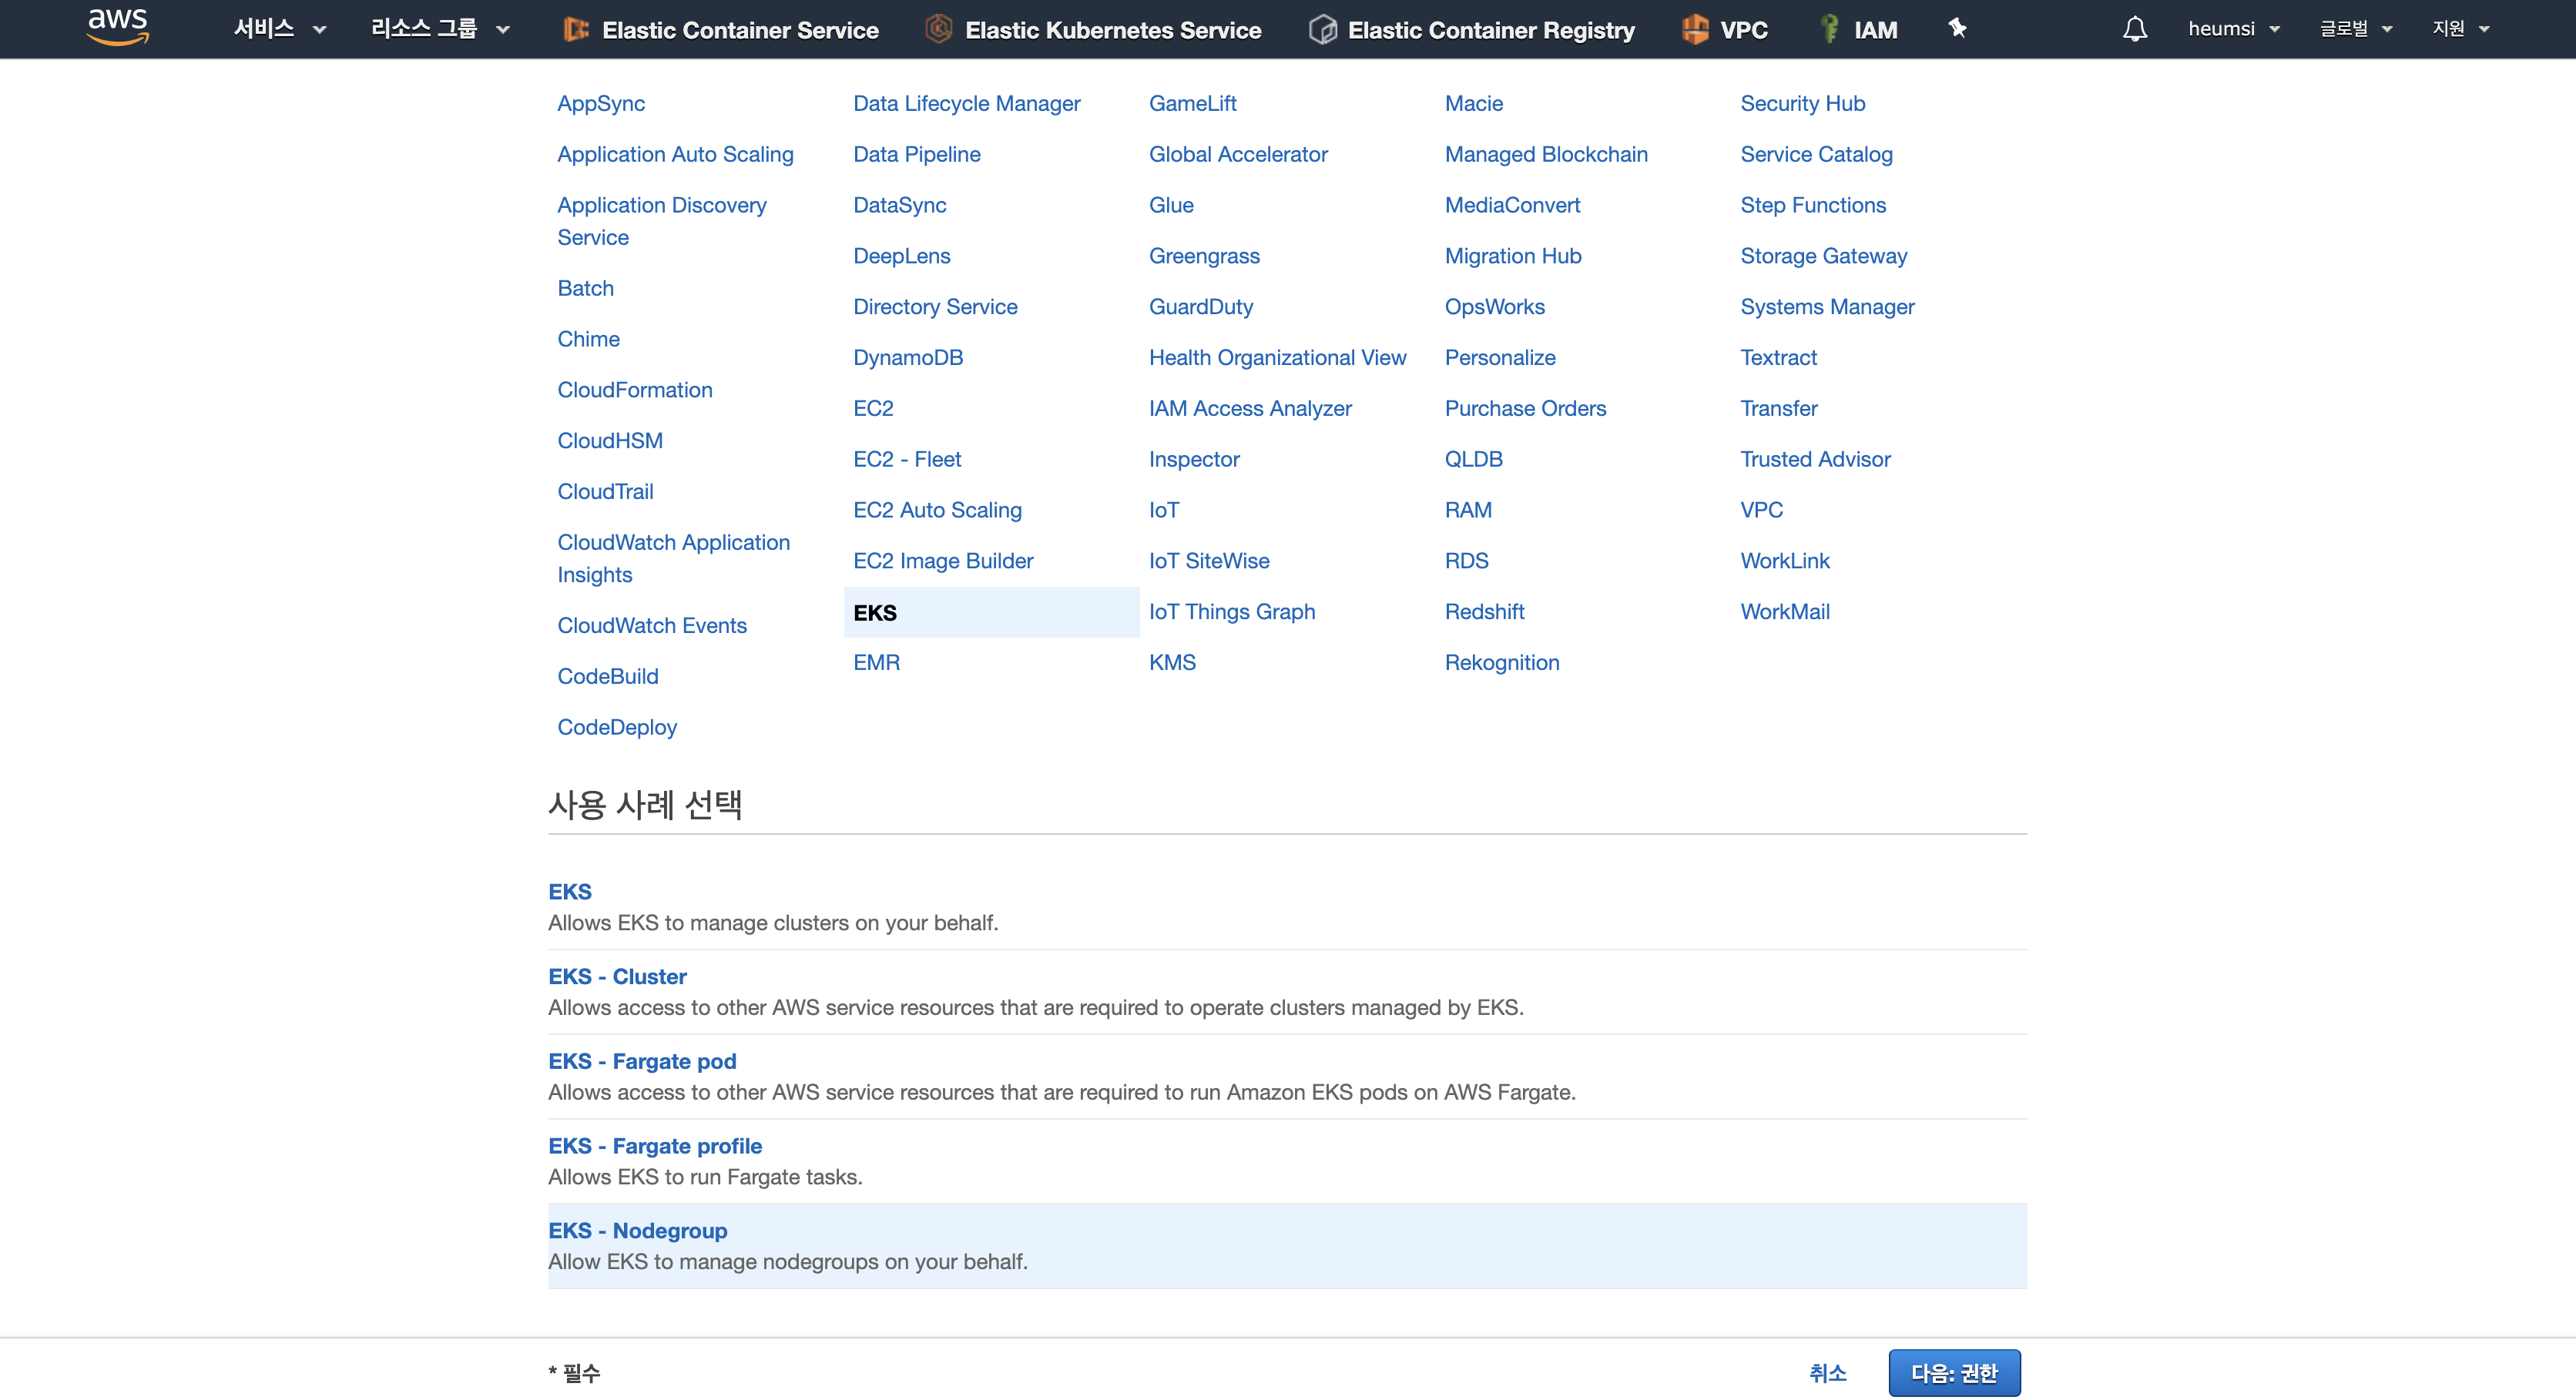 aws 서비스 리소스 그룹 Elastic Container Service Elastic Kubernetes Service Elastic Container Registry VPC IAM heumsi 글로벌 지원
AppSync
Application Auto Scaling
Application Discovery
Service
Batch
Chime
CloudFormation
CloudHSM
CloudTrail
CloudWatch Application
Insights
CloudWatch Events
CodeBuild
CodeDeploy
Data Lifecycle Manager
Data Pipeline
DataSync
DeepLens
Directory Service
DynamoDB
EC2
EC2 - Fleet
EC2 Auto Scaling
EC2 Image Builder
EKS
EMR
GameLift
Global Accelerator
Glue
Greengrass
GuardDuty
Health Organizational View
IAM Access Analyzer
Inspector
IoT
IoT SiteWise
IoT Things Graph
KMS
Macie
Managed Blockchain
MediaConvert
Migration Hub
OpsWorks
Personalize
Purchase Orders
QLDB
RAM
RDS
Redshift
Rekognition
Security Hub
Service Catalog
Step Functions
Storage Gateway
Systems Manager
Textract
Transfer
Trusted Advisor
VPC
WorkLink
WorkMail
사용 사례 선택
EKS
Allows EKS to manage clusters on your behalf.
EKS - Cluster
Allows access to other AWS service resources that are required to operate clusters managed by EKS.
EKS - Fargate pod
Allows access to other AWS service resources that are required to run Amazon EKS pods on AWS Fargate.
EKS - Fargate profile
Allows EKS to run Fargate tasks.
EKS - Nodegroup
Allow EKS to manage nodegroups on your behalf.
* 필수 취소 다음: 권한